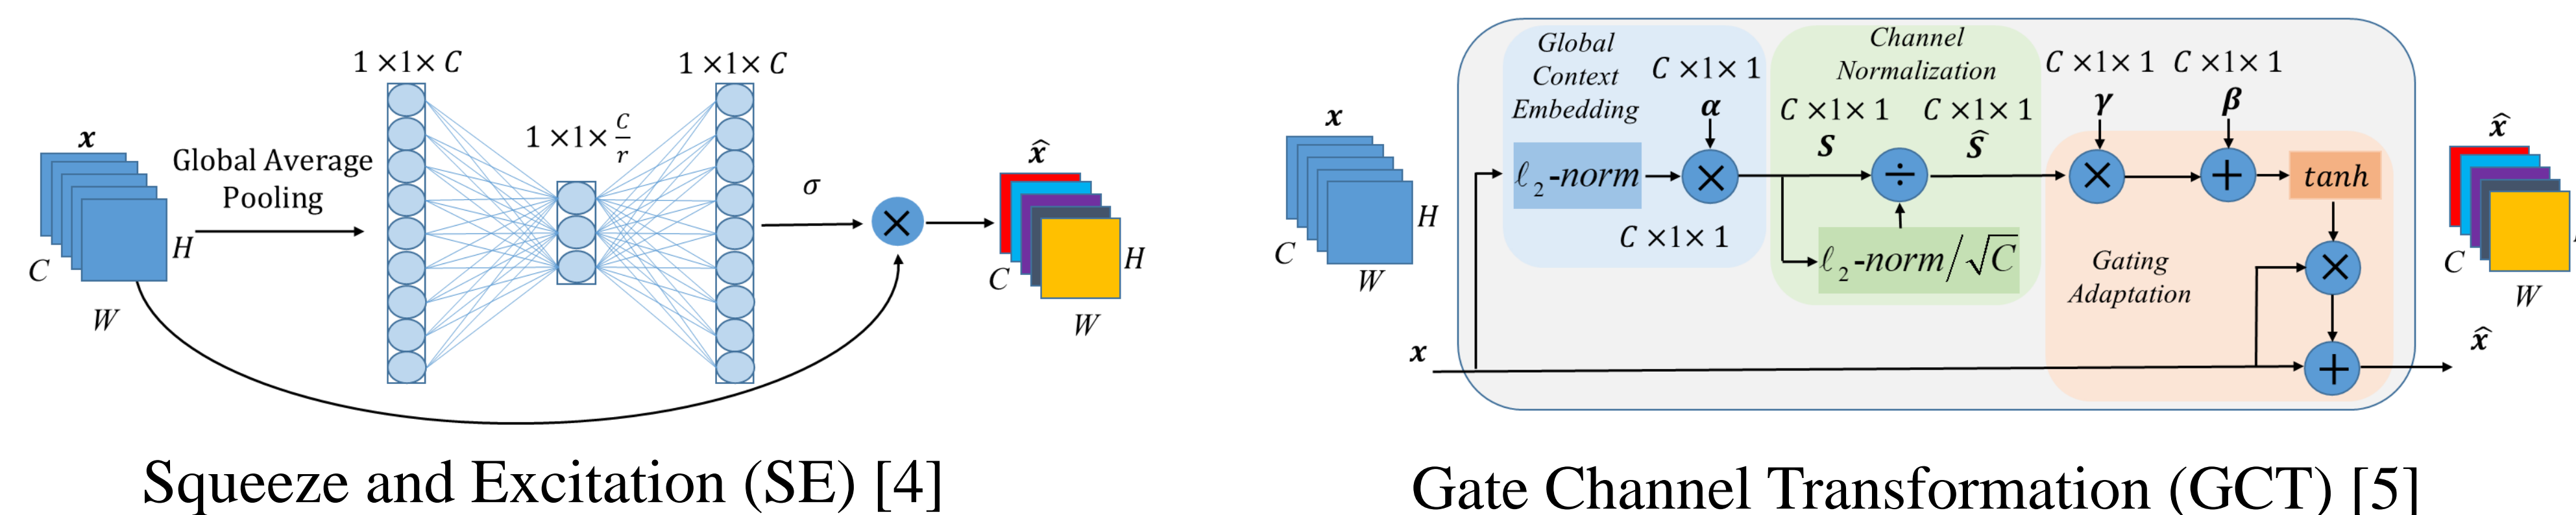 x
C
H
W
Global Average
Pooling
1 ×1× C
1 ×1× C/r
1 ×1× C
σ
×
x̂
C
H
W
Squeeze and Excitation (SE) [4]
x
C
H
W
x
Global
Context
Embedding
C ×1× 1
α
ℓ₂-norm
×
C ×1× 1
Channel
Normalization
C ×1× 1
S
C ×1× 1
Ŝ
÷
ℓ₂-norm/√C
C ×1× 1
γ
C ×1× 1
β
×
+
tanh
Gating
Adaptation
×
+
x̂
C
W
x̂
Gate Channel Transformation (GCT) [5]